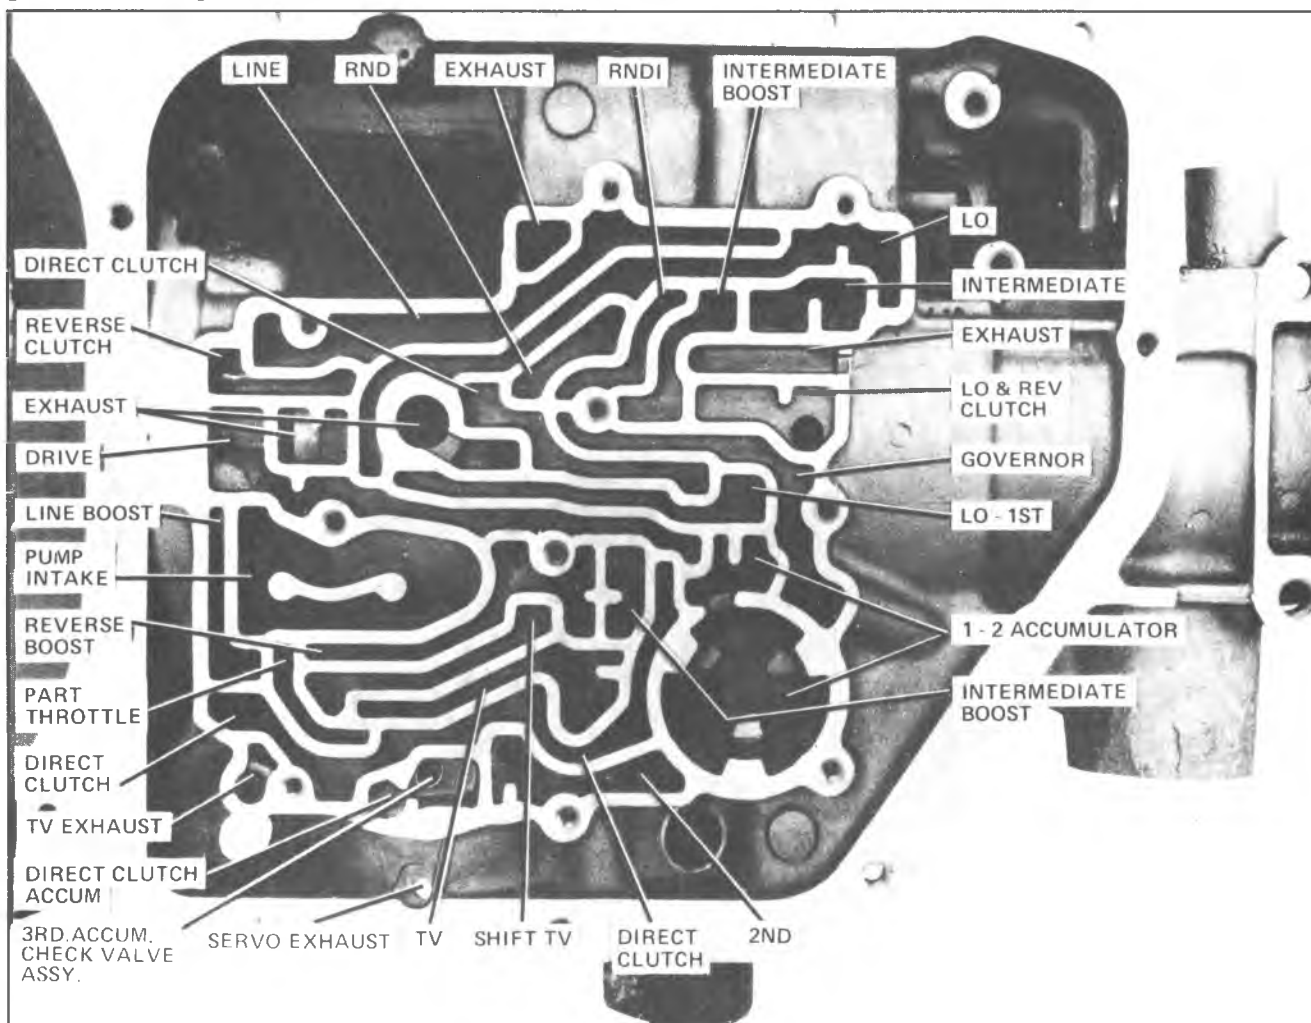 LINE
RND
EXHAUST
RNDI
INTERMEDIATE
BOOST
LO
INTERMEDIATE
EXHAUST
LO & REV
CLUTCH
GOVERNOR
LO - 1ST
1 - 2 ACCUMULATOR
INTERMEDIATE
BOOST
DIRECT CLUTCH
REVERSE
CLUTCH
EXHAUST
DRIVE
LINE BOOST
PUMP
INTAKE
REVERSE
BOOST
PART
THROTTLE
DIRECT
CLUTCH
TV EXHAUST
DIRECT CLUTCH
ACCUM
3RD. ACCUM.
CHECK VALVE
ASSY.
SERVO EXHAUST
TV
SHIFT TV
DIRECT
CLUTCH
2ND